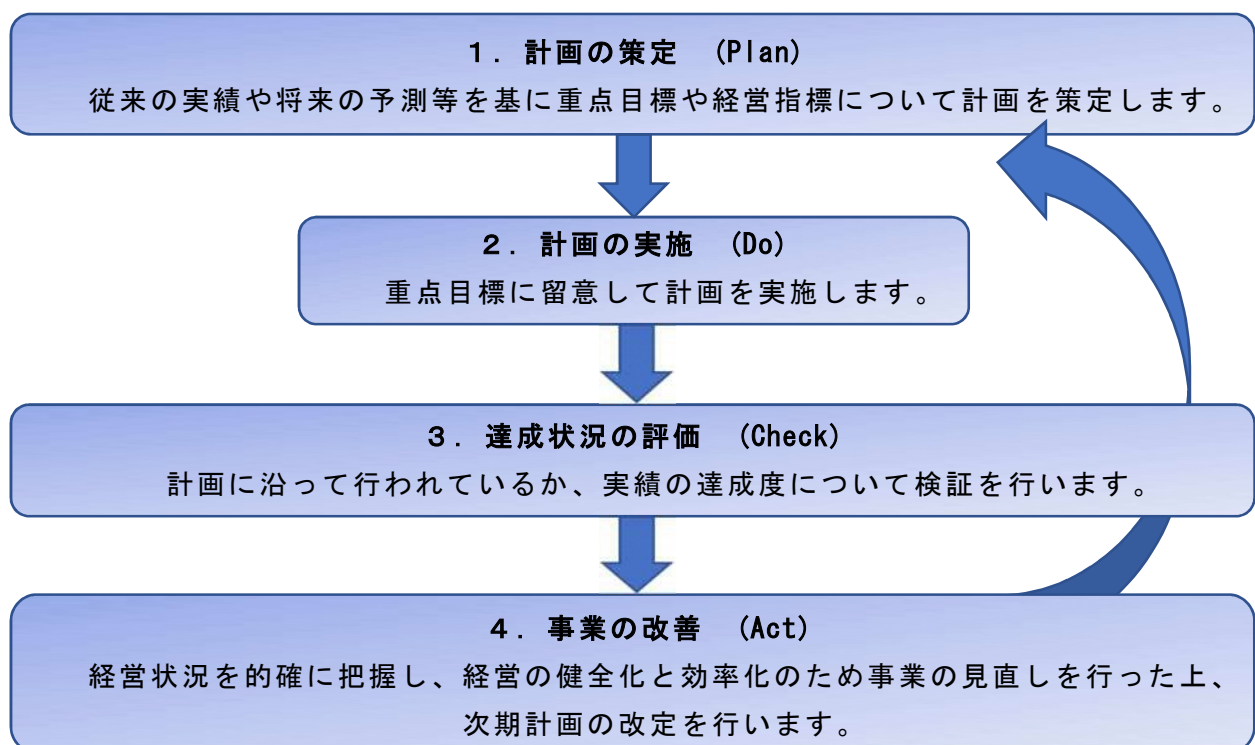 １．計画の策定　(Plan)
従来の実績や将来の予測等を基に重点目標や経営指標について計画を策定します。
２．計画の実施　(Do)
重点目標に留意して計画を実施します。
３．達成状況の評価　(Check)
計画に沿って行われているか、実績の達成度について検証を行います。
４．事業の改善　(Act)
経営状況を的確に把握し、経営の健全化と効率化のため事業の見直しを行った上、
次期計画の改定を行います。